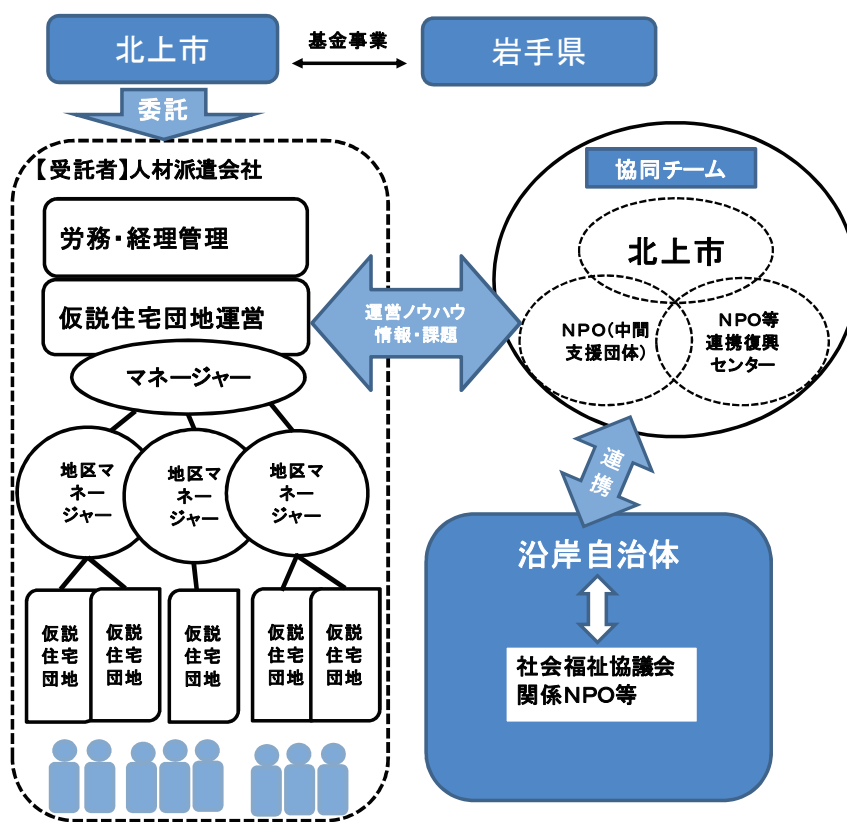 北上市
基金事業
岩手県
委託
【受託者】人材派遣会社
労務・経理管理
仮説住宅団地運営
マネージャー
地区マ
ネー
ジャー
地区マ
ネー
ジャー
地区マ
ネー
ジャー
仮説
住宅
団地
仮説
住宅
団地
仮説
住宅
団地
仮説
住宅
団地
仮説
住宅
団地
運営ノウハウ
情報・課題
協同チーム
北上市
NPO(中間
支援団体)
NPO等
連携復興
センター
連携
沿岸自治体
社会福祉協議会
関係NPO等